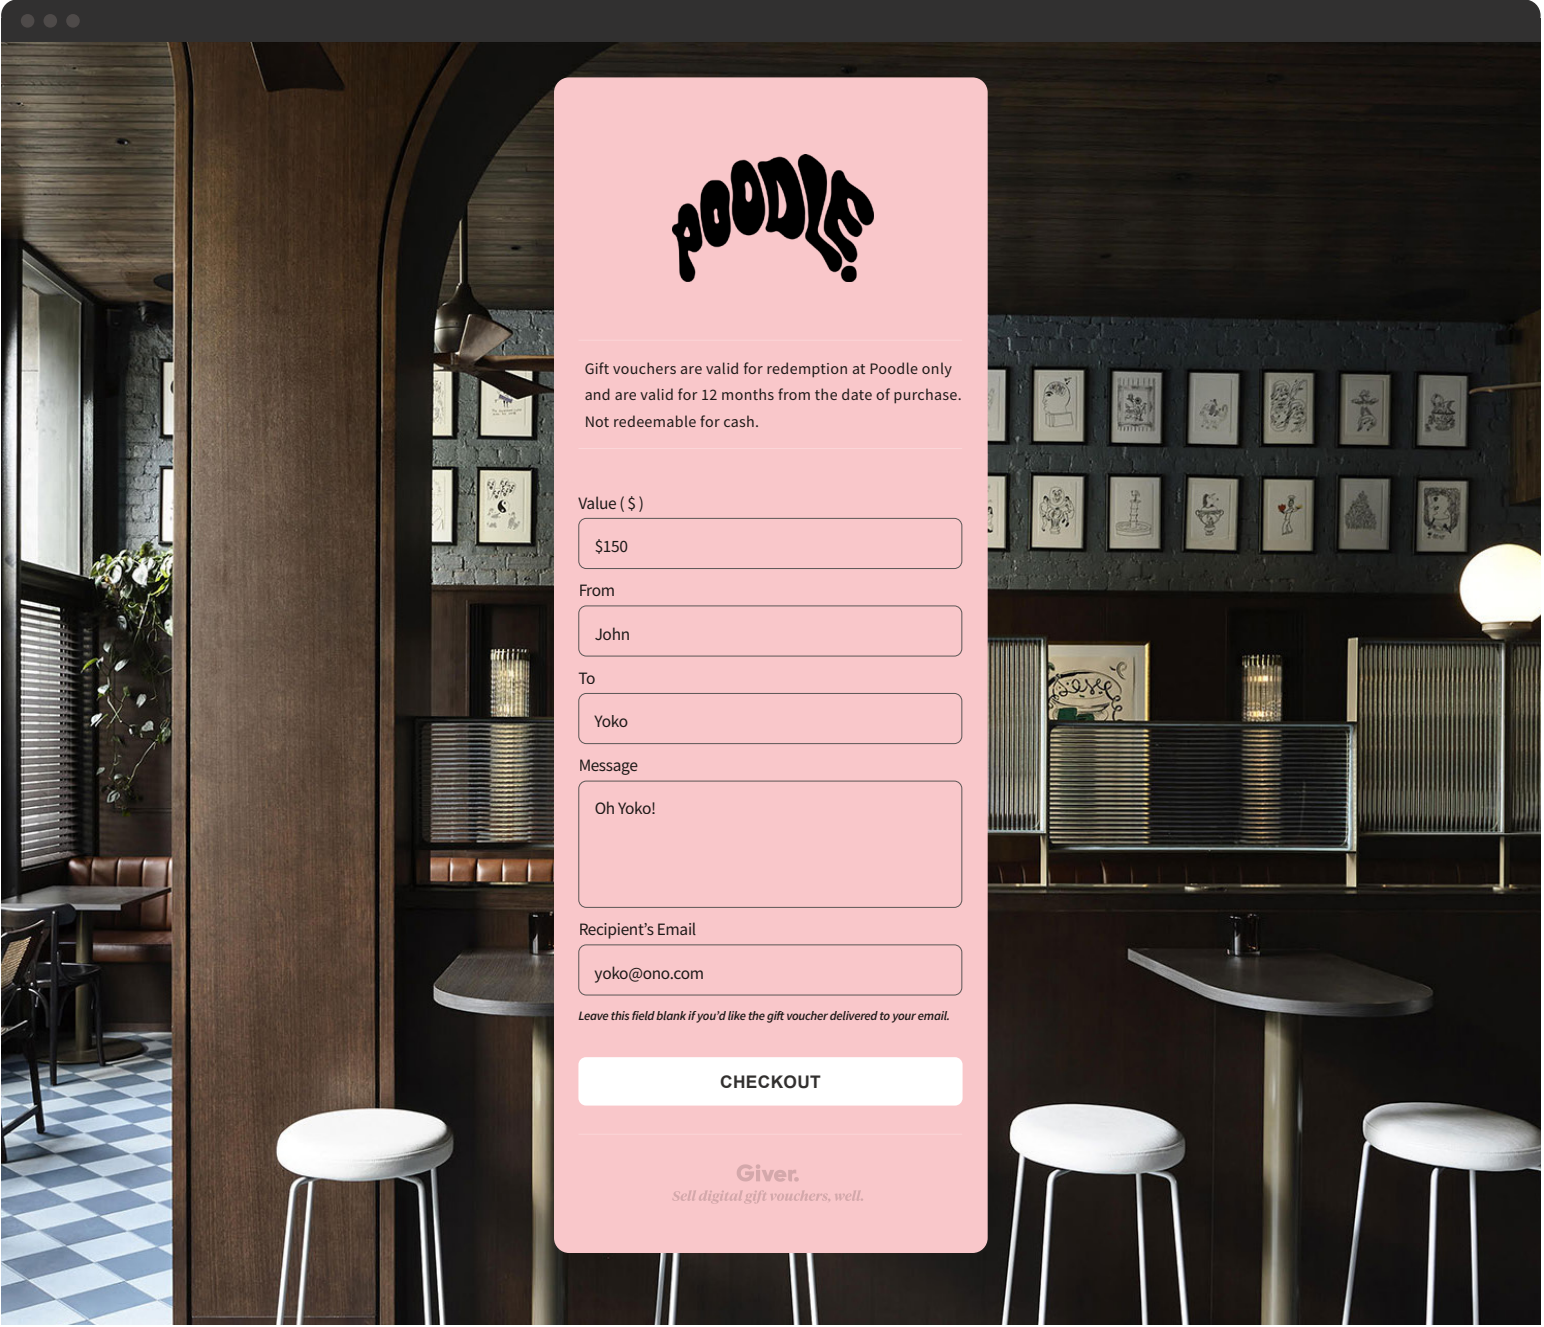 POODLE.
Gift vouchers are valid for redemption at Poodle only
and are valid for 12 months from the date of purchase.
Not redeemable for cash.
Value ( $ )
$150
From
John
To
Yoko
Message
Oh Yoko!
Recipient’s Email
yoko@ono.com
Leave this field blank if you’d like the gift voucher delivered to your email.
CHECKOUT
Giver.
Sell digital gift vouchers, well.